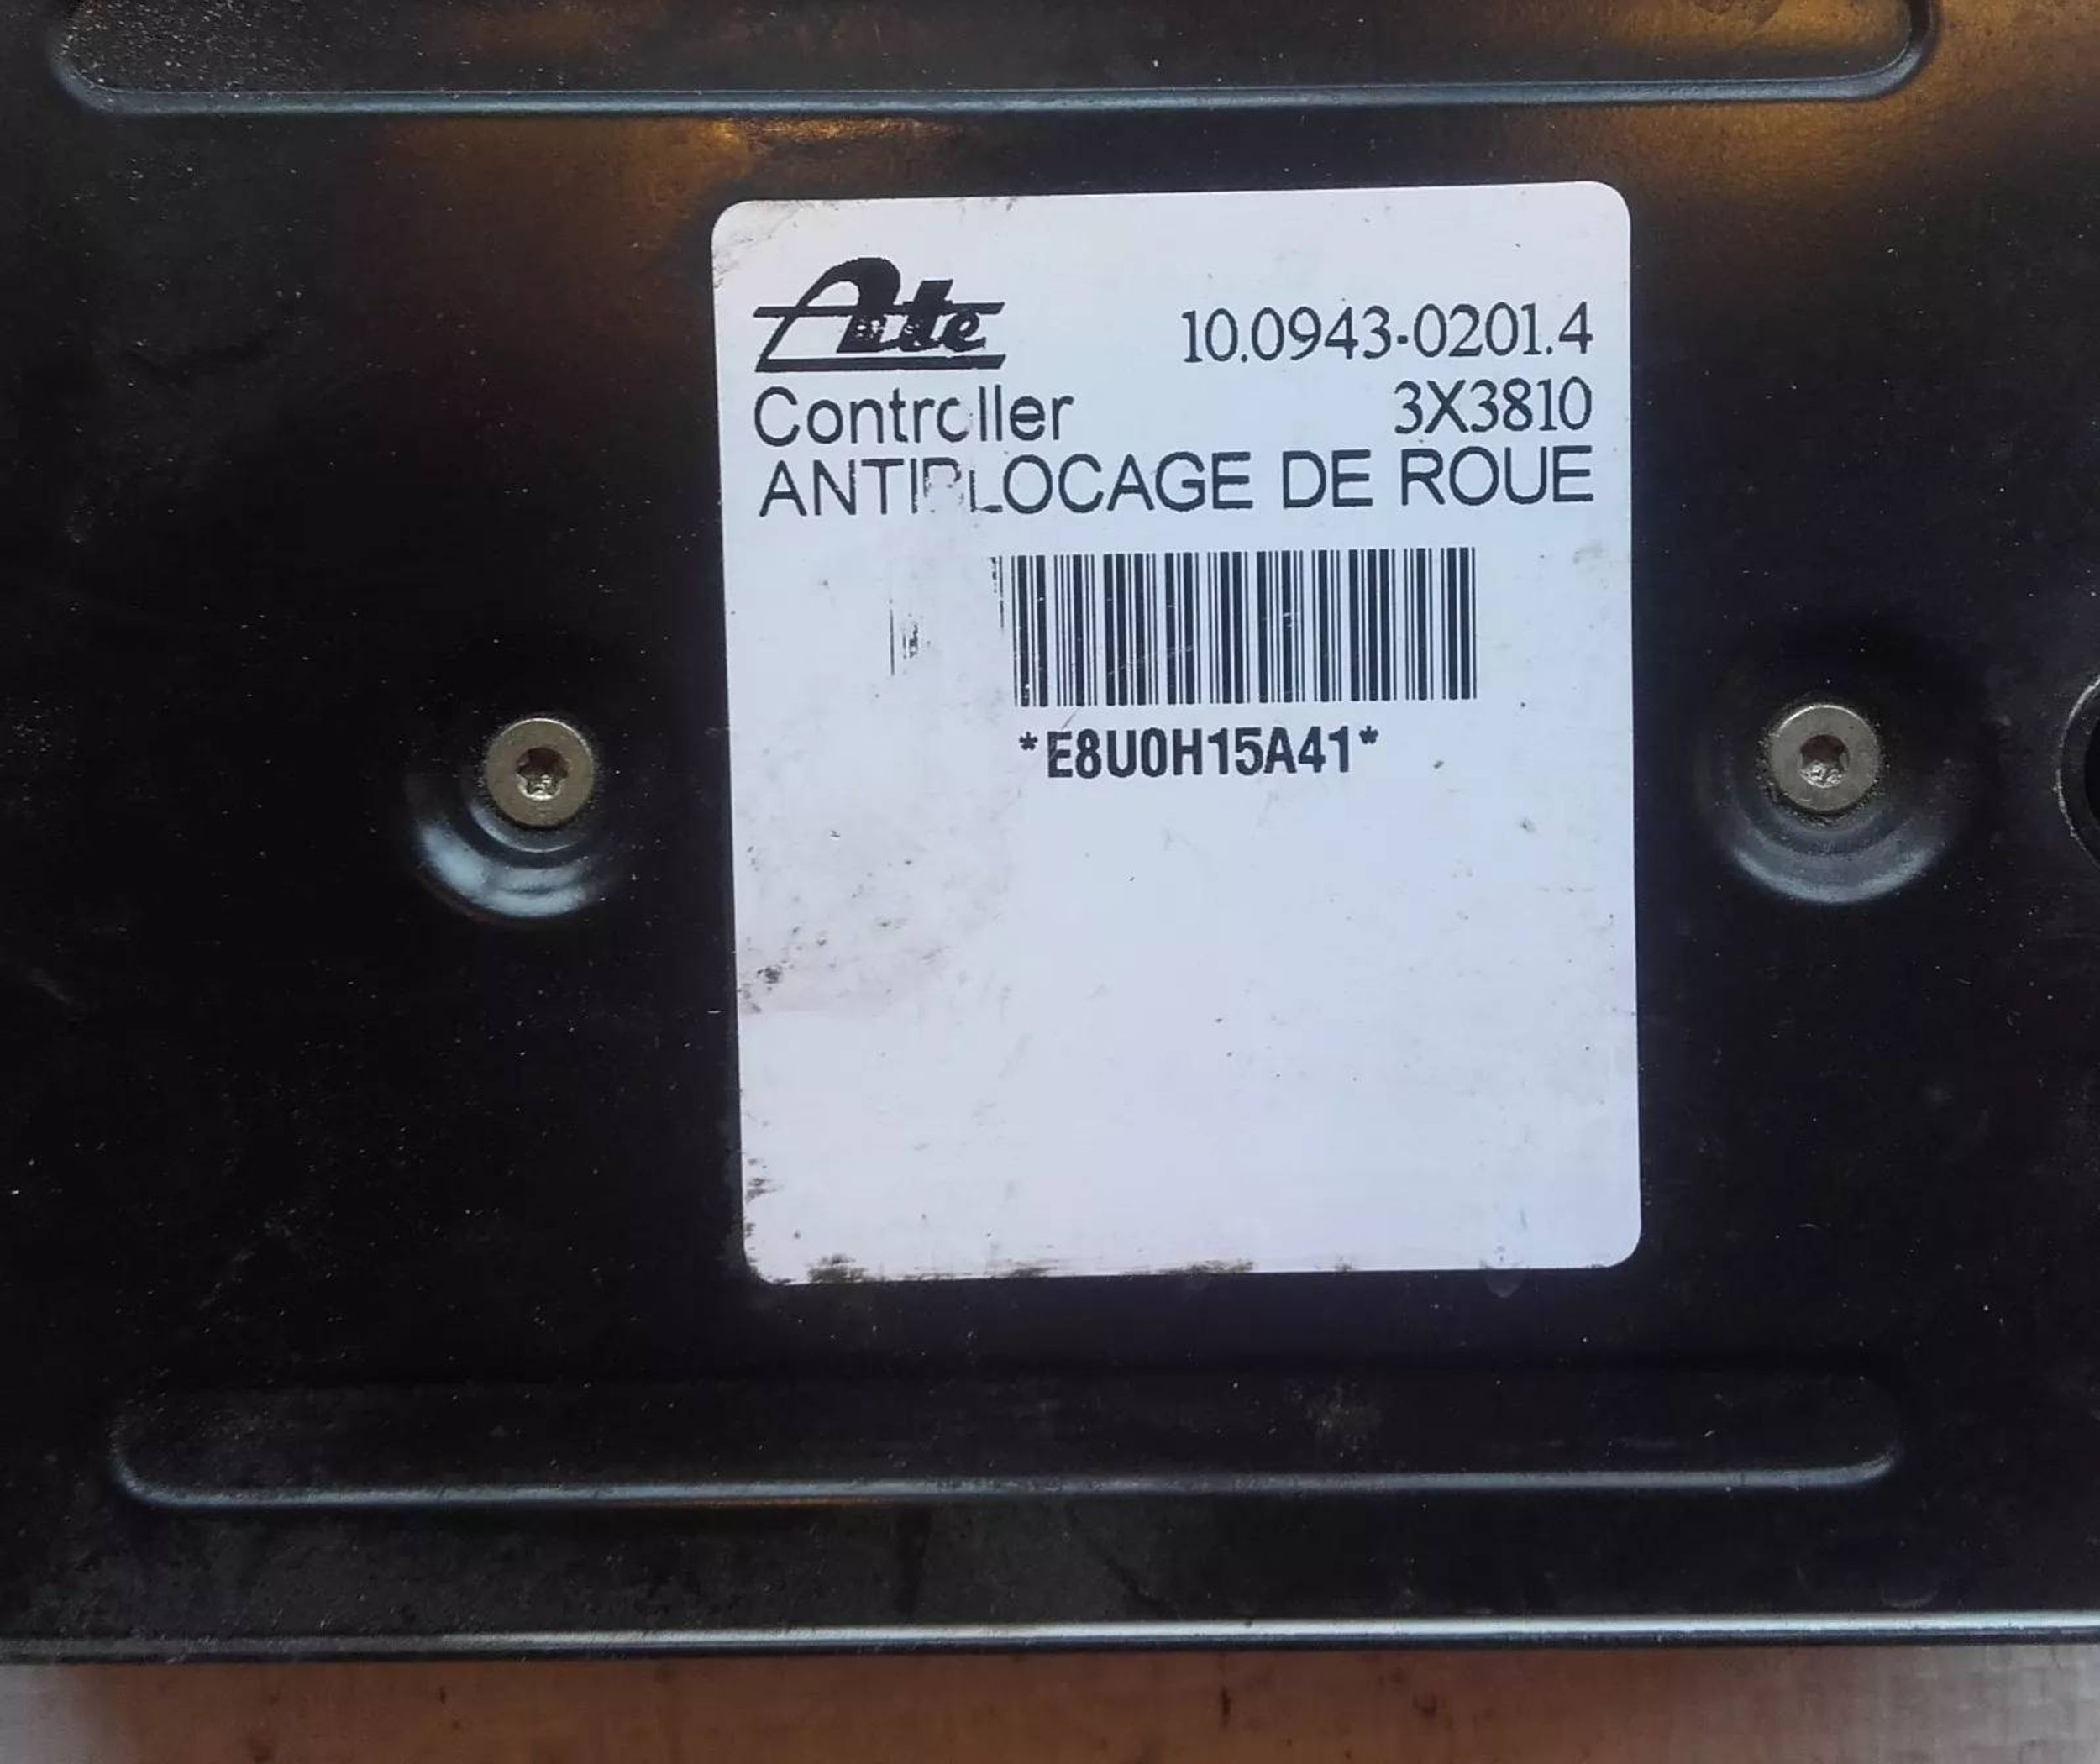 Ate 10.0943-0201.4
Controller 3X3810
ANTIBLOCAGE DE ROUE
*E8U0H15A41*